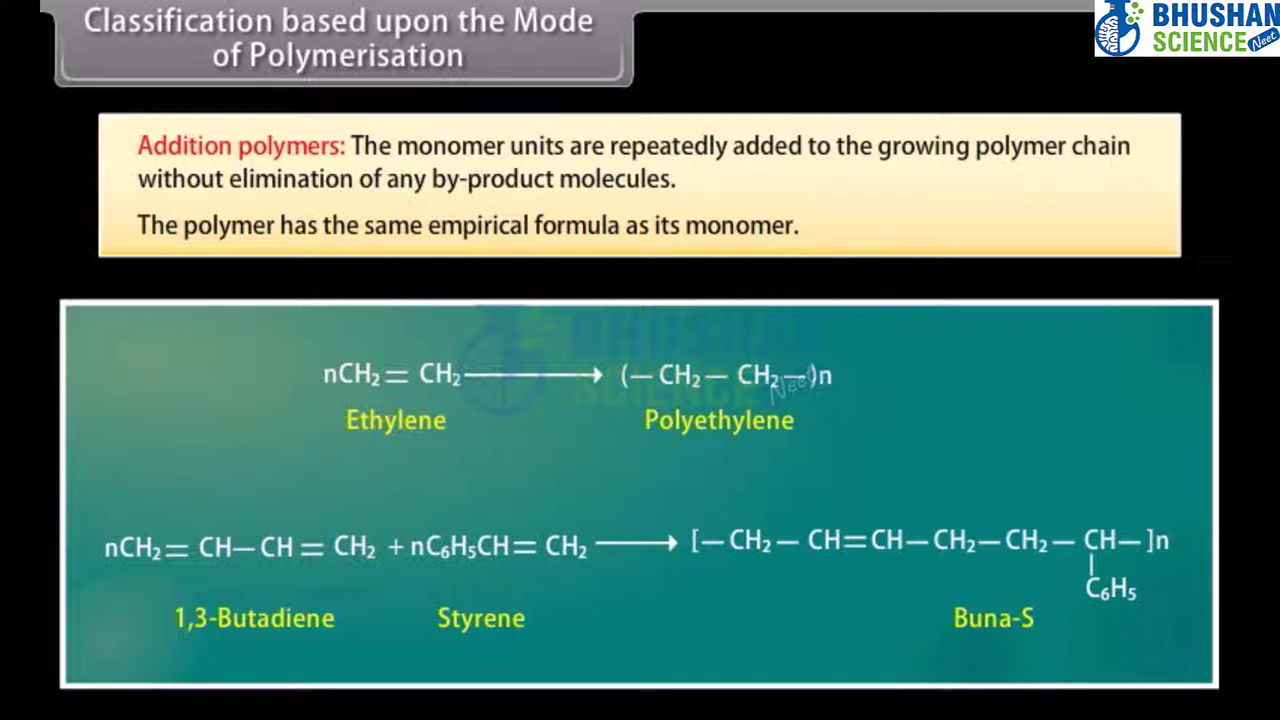 Classification based upon the Mode
of Polymerisation
BHUSHAN
SCIENCE Neet
Addition polymers: The monomer units are repeatedly added to the growing polymer chain
without elimination of any by-product molecules.
The polymer has the same empirical formula as its monomer.
BHUSHAN
SCIENCE
Neet
nCH₂= CH₂⟶(— CH₂— CH₂—)n
Ethylene Polyethylene
nCH₂= CH—CH = CH₂ + nC₆H₅CH= CH₂ ⟶ [— CH₂— CH=CH— CH₂— CH₂— CH—]n
C₆H₅
1,3-Butadiene Styrene Buna-S